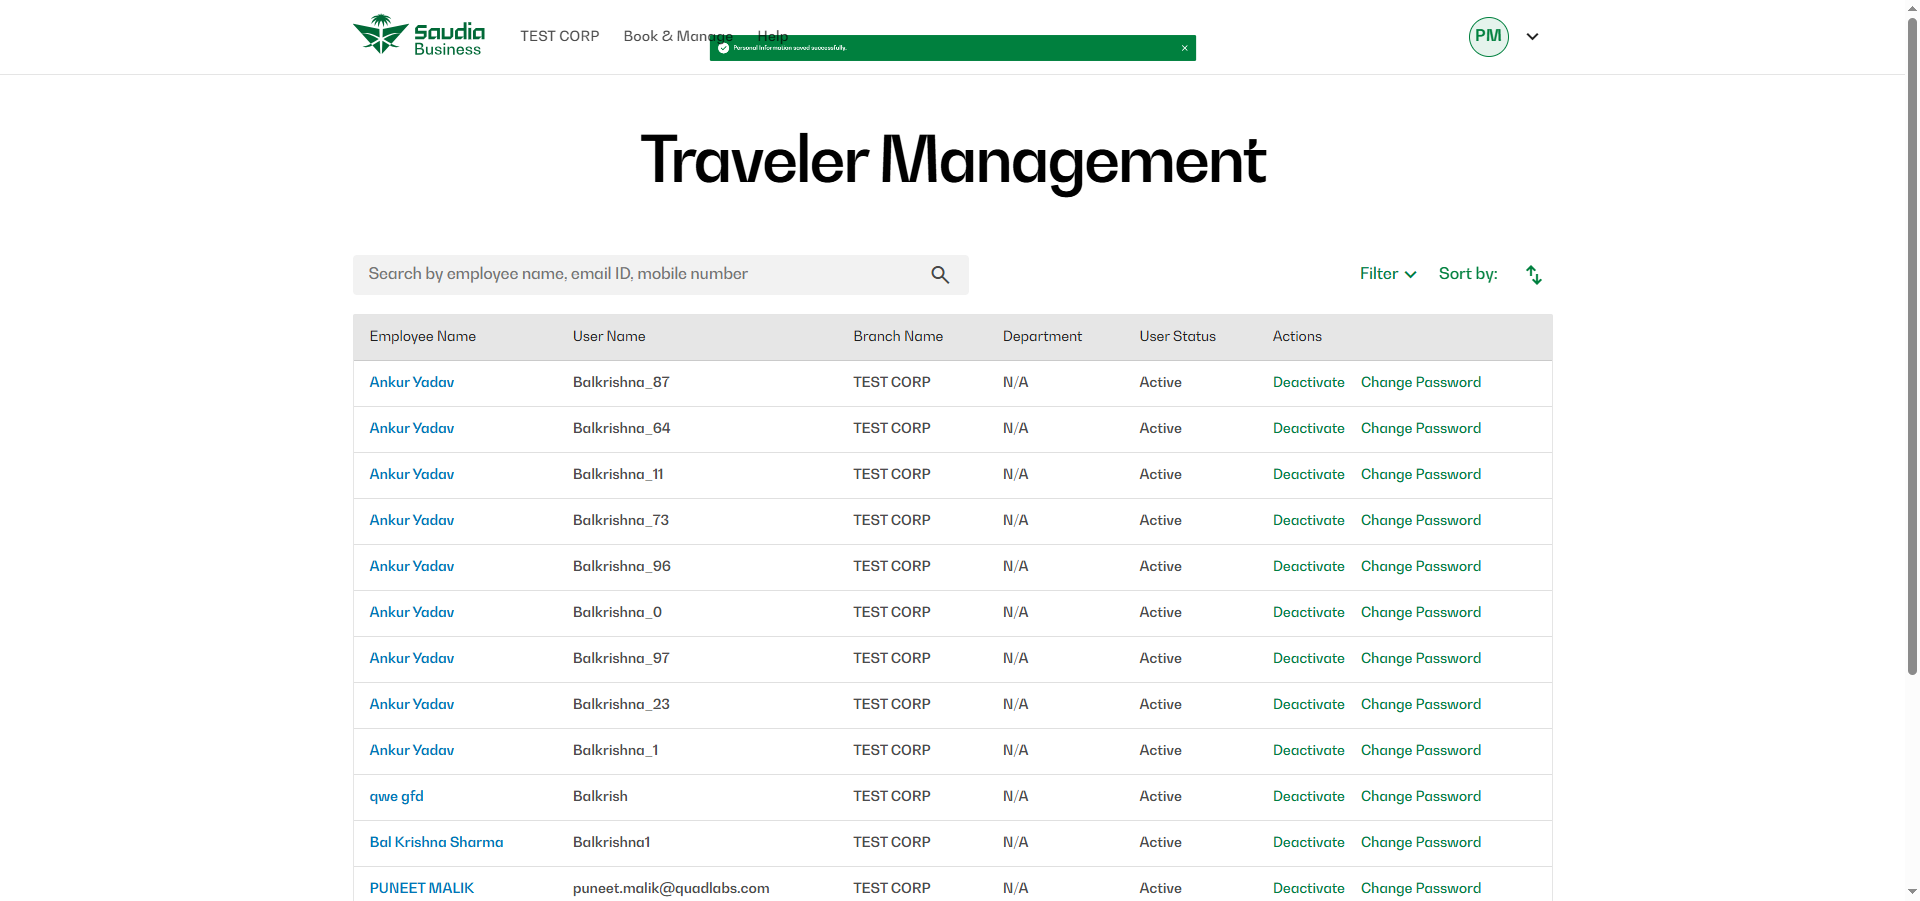 Saudia
Business
TEST CORP Book & Manage Help
Personal Information saved successfully.
PM
Traveler Management
Search by employee name, email ID, mobile number
Filter Sort by:
Employee Name User Name Branch Name Department User Status Actions
Ankur Yadav Balkrishna_87 TEST CORP N/A Active Deactivate Change Password
Ankur Yadav Balkrishna_64 TEST CORP N/A Active Deactivate Change Password
Ankur Yadav Balkrishna_11 TEST CORP N/A Active Deactivate Change Password
Ankur Yadav Balkrishna_73 TEST CORP N/A Active Deactivate Change Password
Ankur Yadav Balkrishna_96 TEST CORP N/A Active Deactivate Change Password
Ankur Yadav Balkrishna_0 TEST CORP N/A Active Deactivate Change Password
Ankur Yadav Balkrishna_97 TEST CORP N/A Active Deactivate Change Password
Ankur Yadav Balkrishna_23 TEST CORP N/A Active Deactivate Change Password
Ankur Yadav Balkrishna_1 TEST CORP N/A Active Deactivate Change Password
qwe gfd Balkrish TEST CORP N/A Active Deactivate Change Password
Bal Krishna Sharma Balkrishna1 TEST CORP N/A Active Deactivate Change Password
PUNEET MALIK puneet.malik@quadlabs.com TEST CORP N/A Active Deactivate Change Password